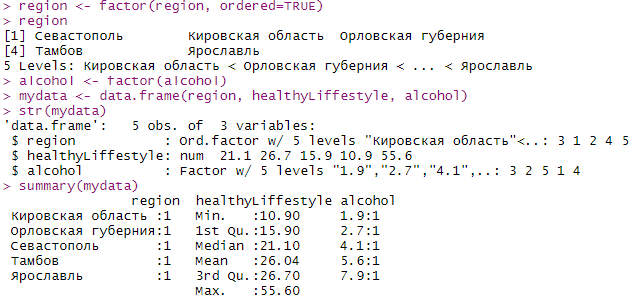 > region <- factor(region, ordered=TRUE)
> region
[1] Севастополь       Кировская область  Орловская губерния
[4] Тамбов            Ярославль
5 Levels: Кировская область < Орловская губерния < ... < Ярославль
> alcohol <- factor(alcohol)
> mydata <- data.frame(region, healthyLiffestyle, alcohol)
> str(mydata)
'data.frame':   5 obs. of  3 variables:
 $ region           : Ord.factor w/ 5 levels "Кировская область"<..: 3 1 2 4 5
 $ healthyLiffestyle: num  21.1 26.7 15.9 10.9 55.6
 $ alcohol          : Factor w/ 5 levels "1.9","2.7","4.1",..: 3 2 5 1 4
> summary(mydata)
                region  healthyLiffestyle alcohol
 Кировская область :1   Min.   :10.90     1.9:1
 Орловская губерния:1   1st Qu.:15.90     2.7:1
 Севастополь       :1   Median :21.10     4.1:1
 Тамбов            :1   Mean   :26.04     5.6:1
 Ярославль         :1   3rd Qu.:26.70     7.9:1
                        Max.   :55.60